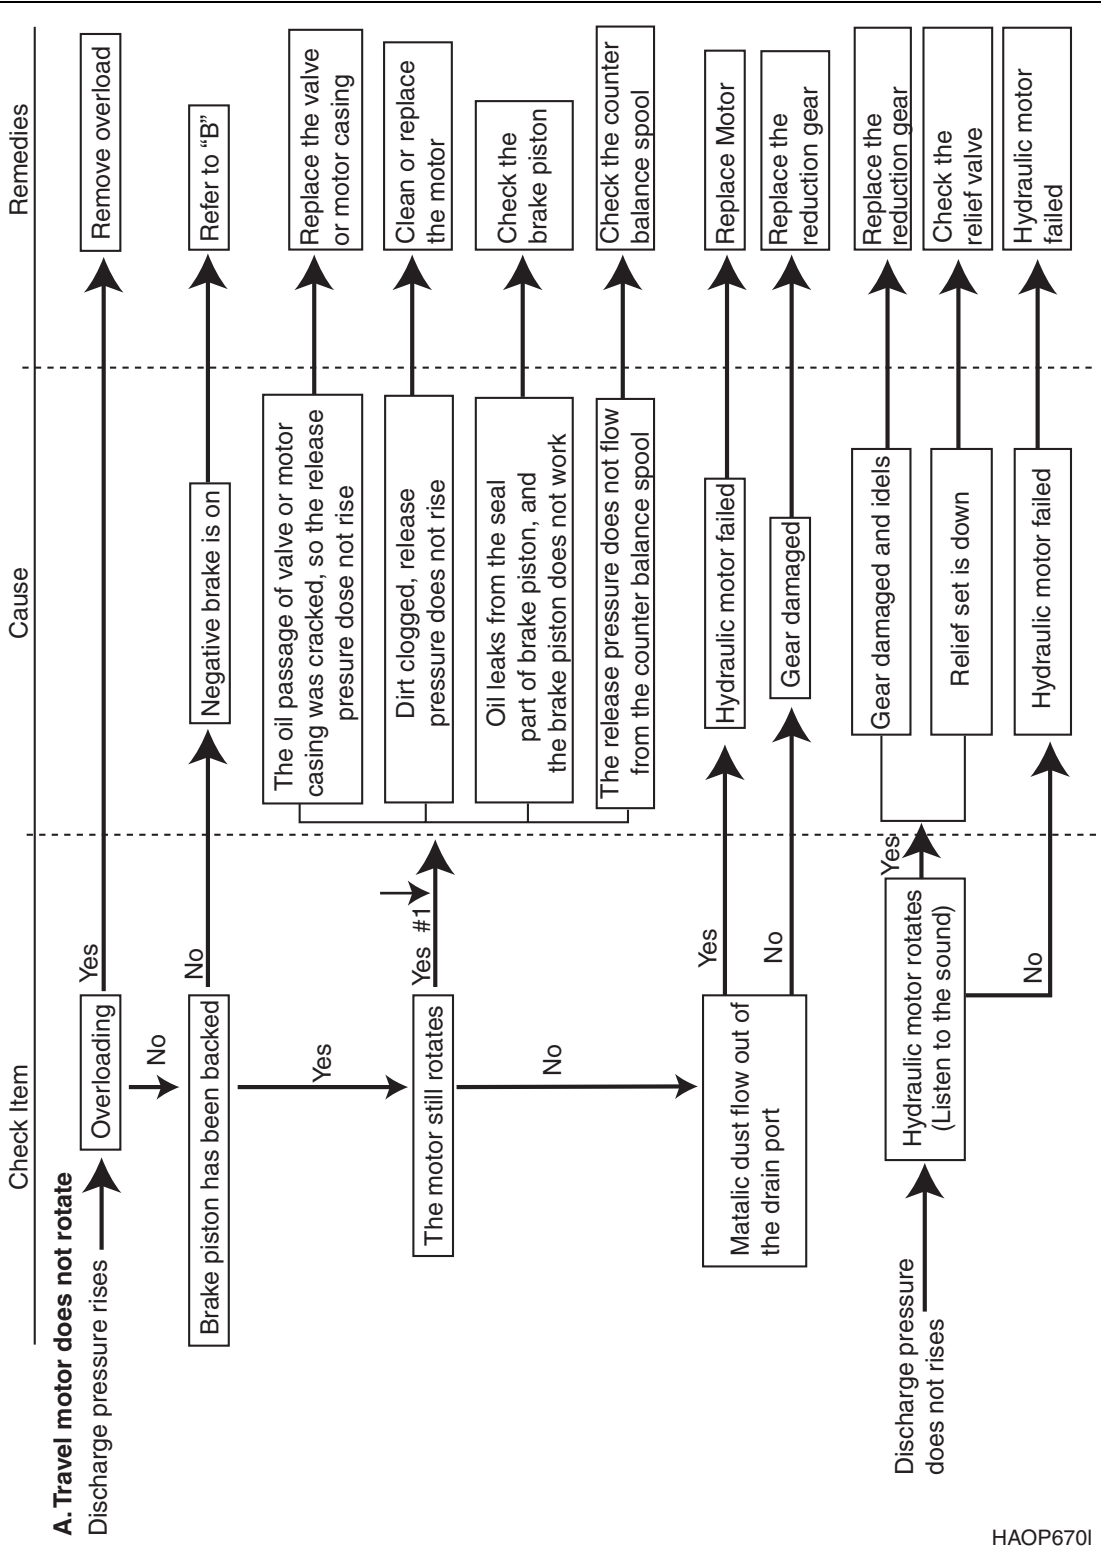 Check Item
Cause
Remedies
A. Travel motor does not rotate
Discharge pressure rises
Overloading
Yes
Remove overload
No
Brake piston has been backed
No
Negative brake is on
Refer to “B”
Yes
The motor still rotates
Yes #1
The oil passage of valve or motor
casing was cracked, so the release
presure dose not rise
Replace the valve
or motor casing
Dirt clogged, release
pressure does not rise
Clean or replace
the motor
Oil leaks from the seal
part of brake piston, and
the brake piston does not work
Check the
brake piston
The release pressure does not flow
from the counter balance spool
Check the counter
balance spool
No
Matalic dust flow out of
the drain port
Yes
Hydraulic motor failed
Replace Motor
No
Gear damaged
Replace the
reduction gear
Discharge pressure
does not rises
Hydraulic motor rotates
(Listen to the sound)
Yes
Gear damaged and idels
Replace the
reduction gear
Relief set is down
Check the
relief valve
No
Hydraulic motor failed
Hydraulic motor
failed
HAOP670I